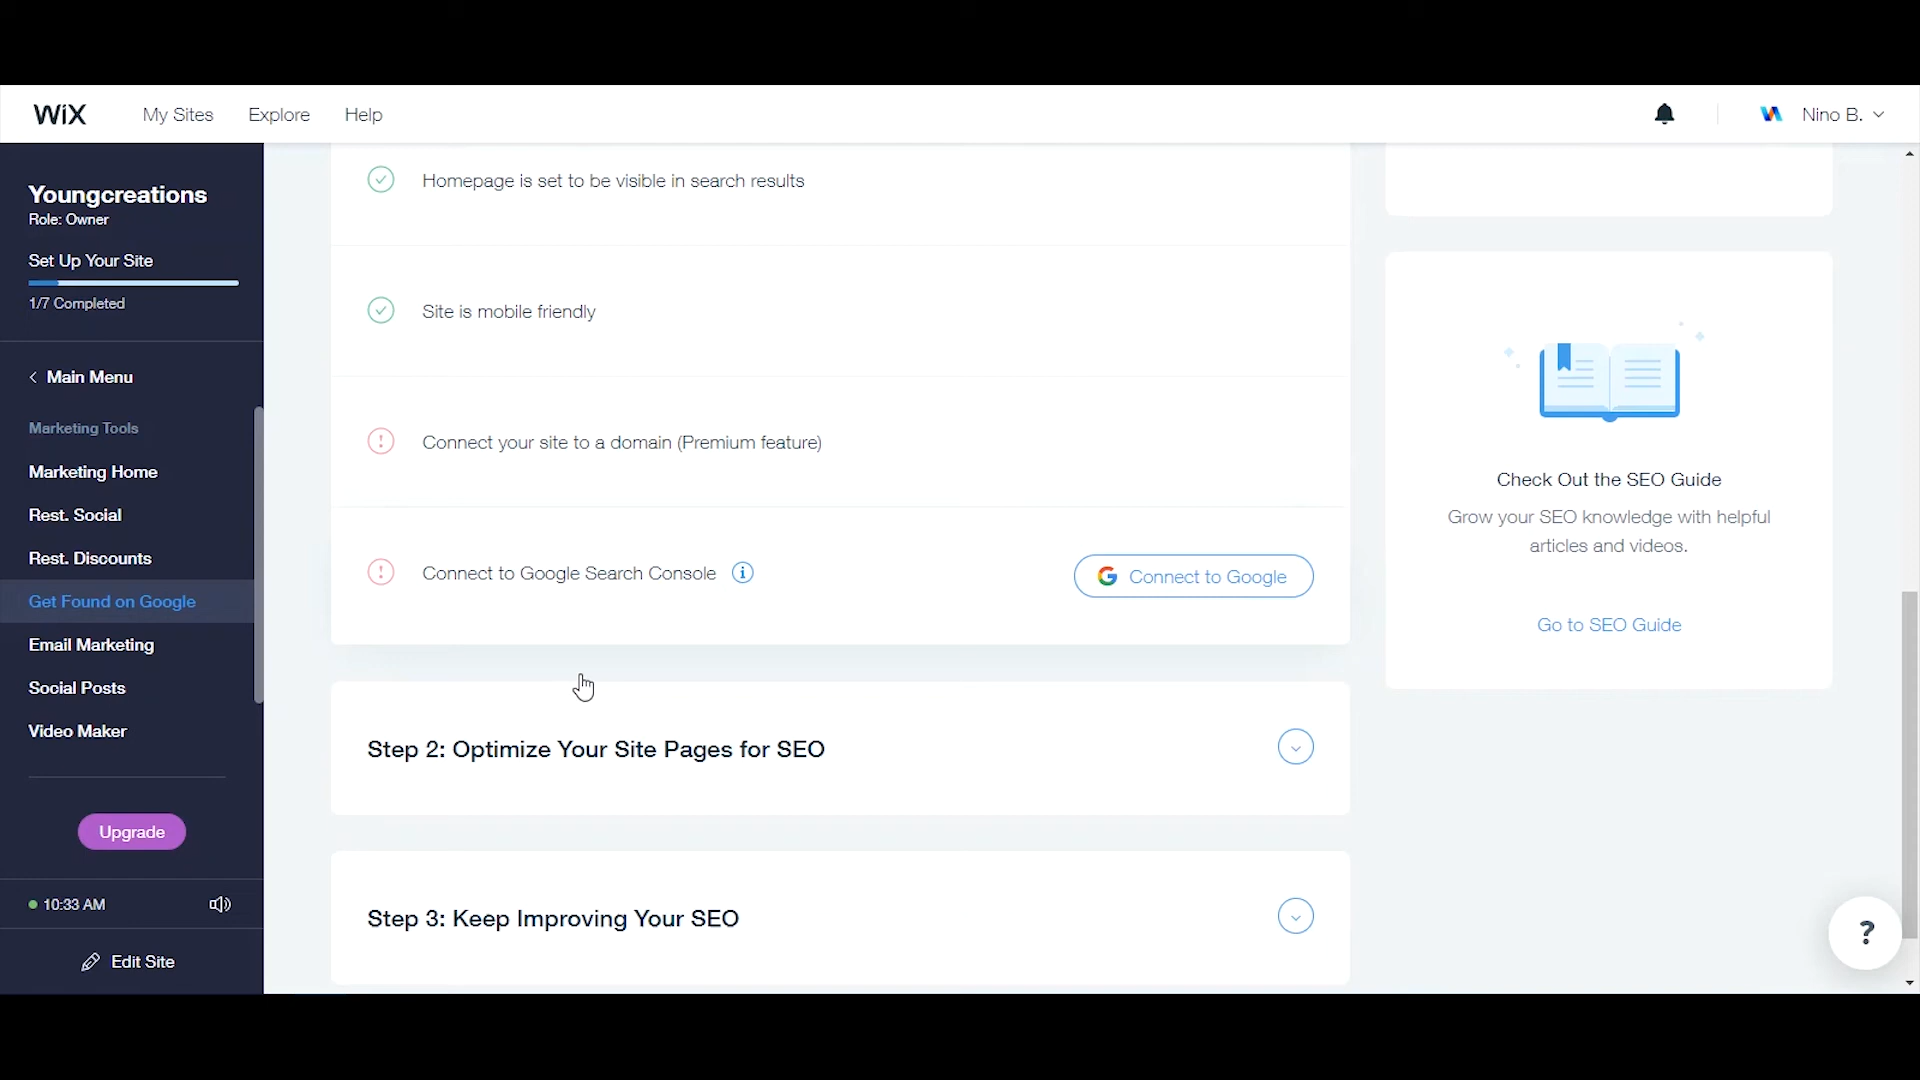 WiX
My Sites
Explore
Help
Nino B.
Youngcreations
Role: Owner
Set Up Your Site
1/7 Completed
Main Menu
Marketing Tools
Marketing Home
Rest. Social
Rest. Discounts
Get Found on Google
Email Marketing
Social Posts
Video Maker
Upgrade
10:33 AM
Edit Site
Homepage is set to be visible in search results
Site is mobile friendly
Connect your site to a domain (Premium feature)
Connect to Google Search Console
Connect to Google
Step 2: Optimize Your Site Pages for SEO
Step 3: Keep Improving Your SEO
Check Out the SEO Guide
Grow your SEO knowledge with helpful
articles and videos.
Go to SEO Guide
?